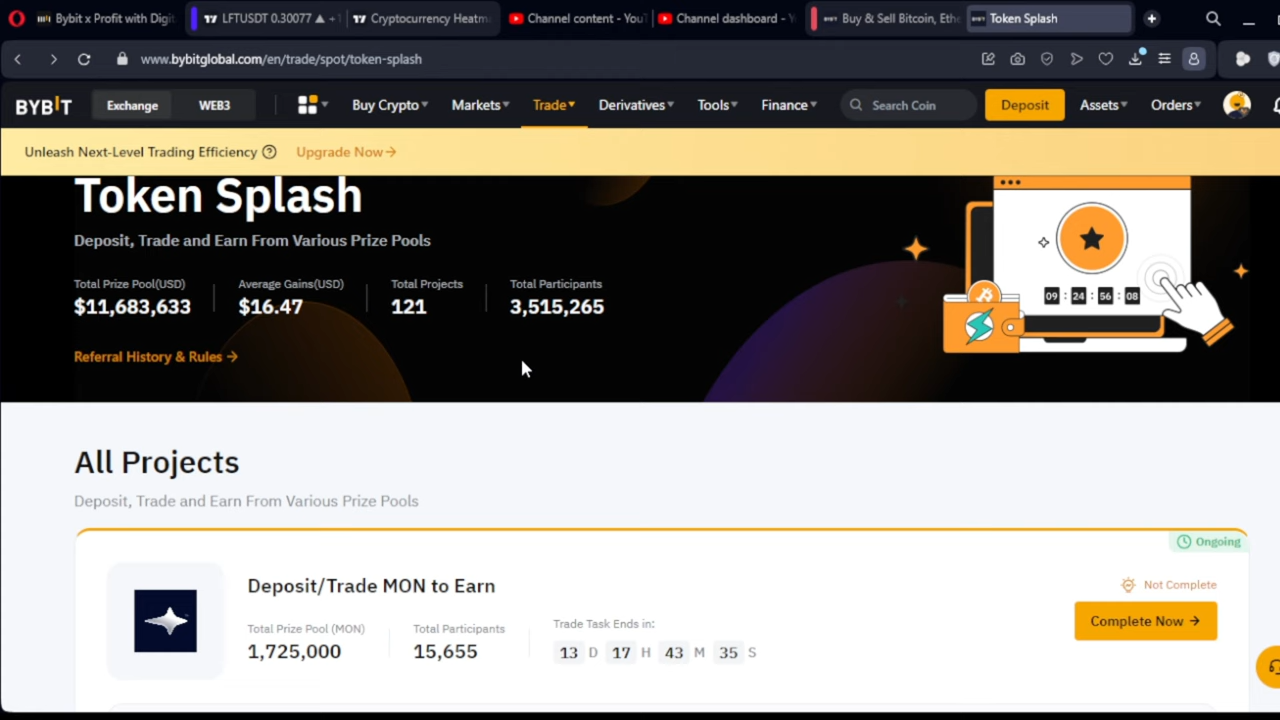 Bybit x Profit with Digit
LFTUSDT 0.30077 ▲ +1
Cryptocurrency Heatm
Channel content - YouT
Channel dashboard - Y
Buy & Sell Bitcoin, Ethe
Token Splash
www.bybitglobal.com/en/trade/spot/token-splash
BYBIT
Exchange
WEB3
Buy Crypto
Markets
Trade
Derivatives
Tools
Finance
Search Coin
Deposit
Assets
Orders
Unleash Next-Level Trading Efficiency
Upgrade Now →
Token Splash
Deposit, Trade and Earn From Various Prize Pools
Total Prize Pool(USD)
$11,683,633
Average Gains(USD)
$16.47
Total Projects
121
Total Participants
3,515,265
09 : 24 : 56 : 08
Referral History & Rules →
All Projects
Deposit, Trade and Earn From Various Prize Pools
Ongoing
Deposit/Trade MON to Earn
Total Prize Pool (MON)
1,725,000
Total Participants
15,655
Trade Task Ends in:
13 D 17 H 43 M 35 S
Not Complete
Complete Now →